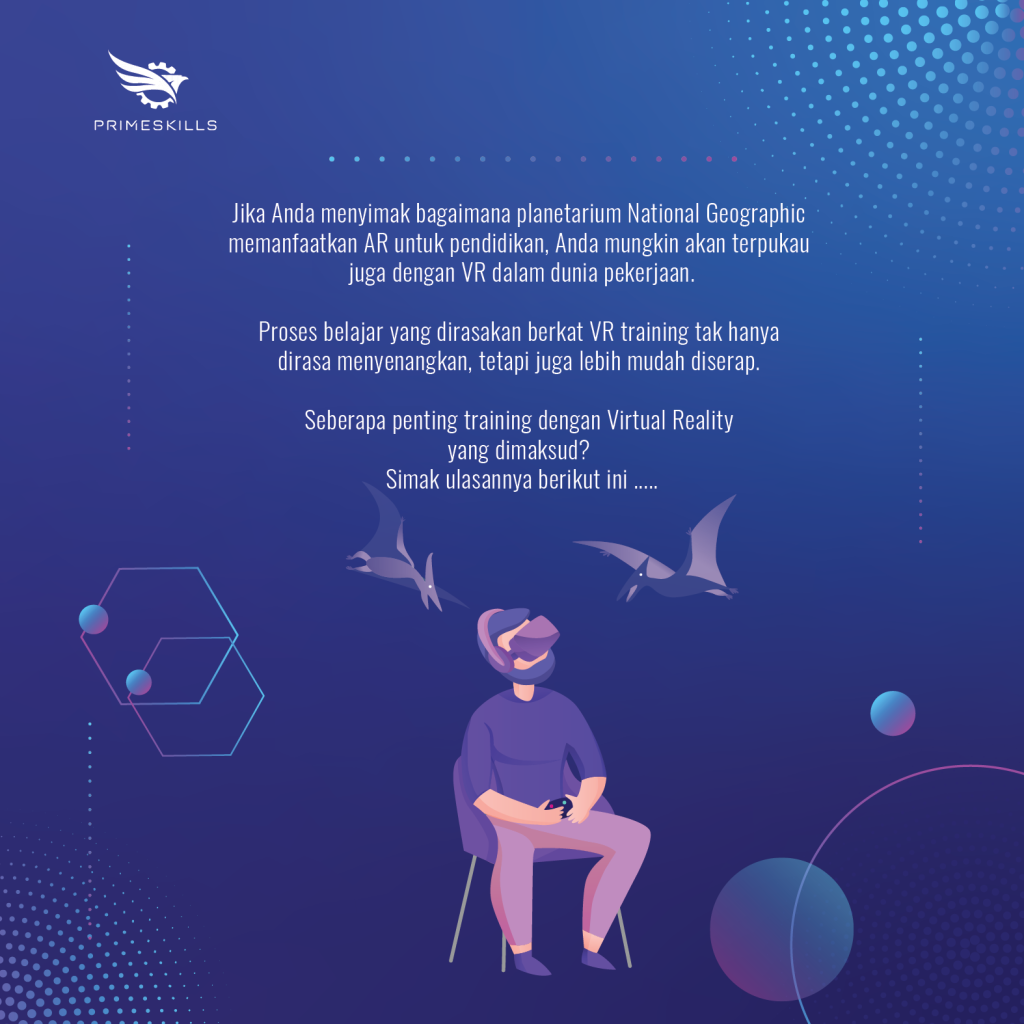 PRIMESKILLS
Jika Anda menyimak bagaimana planetarium National Geographic
memanfaatkan AR untuk pendidikan, Anda mungkin akan terpukau
juga dengan VR dalam dunia pekerjaan.
Proses belajar yang dirasakan berkat VR training tak hanya
dirasa menyenangkan, tetapi juga lebih mudah diserap.
Seberapa penting training dengan Virtual Reality
yang dimaksud?
Simak ulasannya berikut ini .....